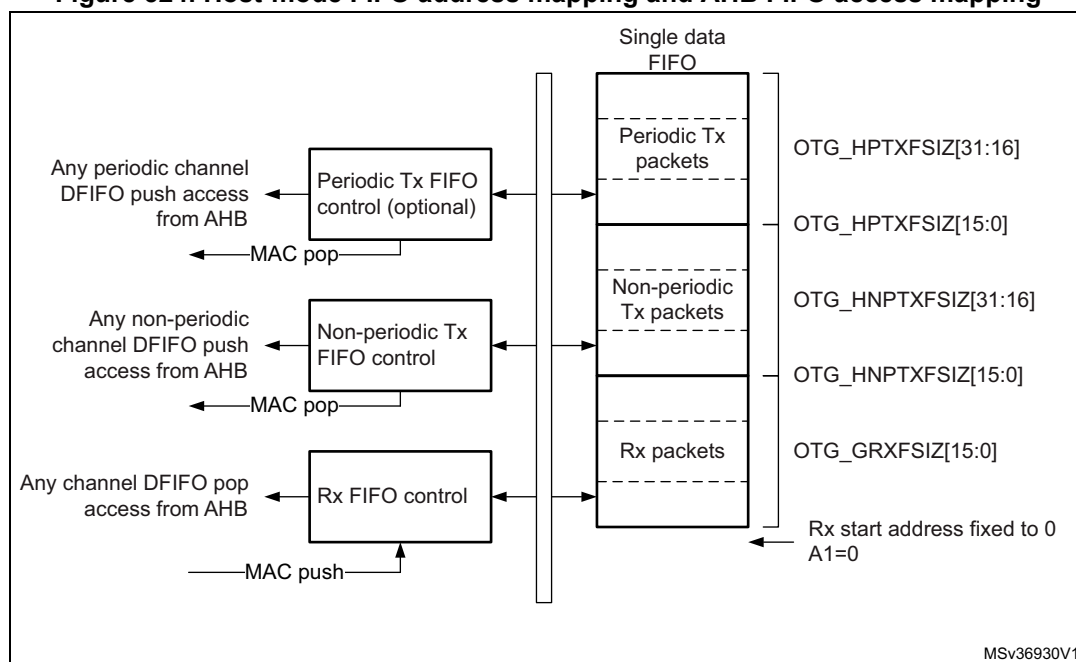 Figure 324. Host-mode FIFO address mapping and AHB FIFO access mapping
Single data
FIFO
Periodic Tx
packets
OTG_HPTXFSIZ[31:16]
Any periodic channel
DFIFO push access
from AHB
Periodic Tx FIFO
control (optional)
MAC pop
OTG_HPTXFSIZ[15:0]
Non-periodic
Tx packets
OTG_HNPTXFSIZ[31:16]
Any non-periodic
channel DFIFO push
access from AHB
Non-periodic Tx
FIFO control
MAC pop
OTG_HNPTXFSIZ[15:0]
Rx packets
OTG_GRXFSIZ[15:0]
Any channel DFIFO pop
access from AHB
Rx FIFO control
Rx start address fixed to 0
A1=0
MAC push
MSv36930V1